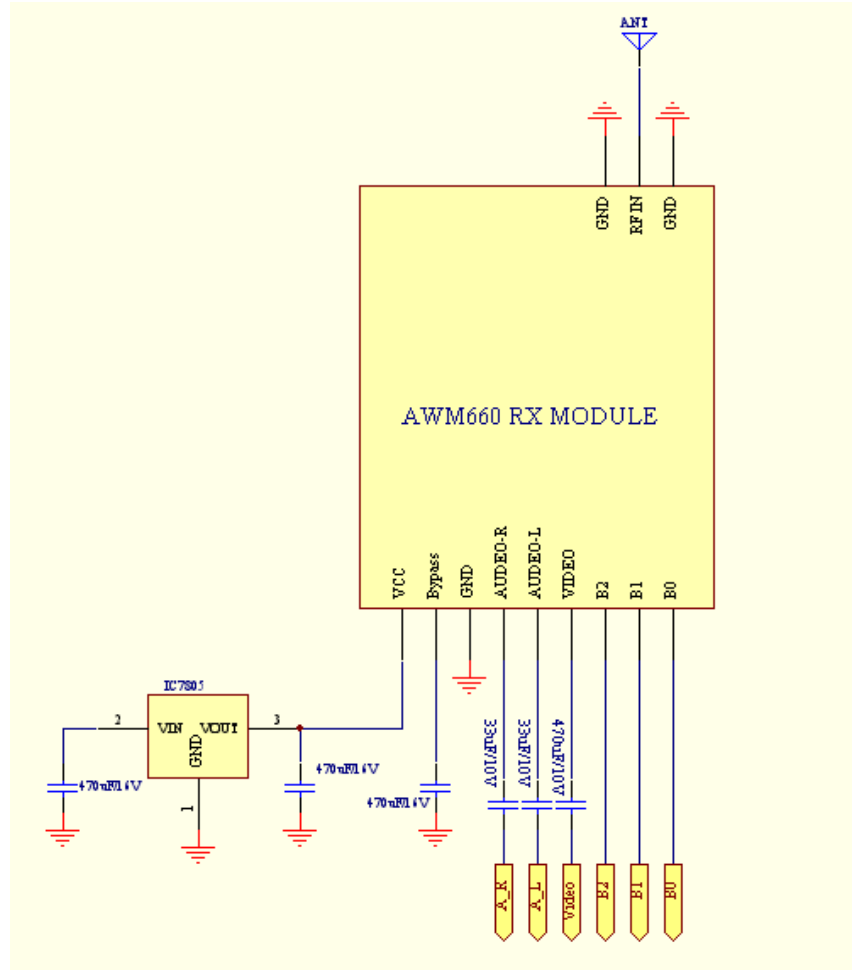 ANT
GND
RFIN
GND
AWM660 RX MODULE
VCC
Bypass
GND
AUDEO-R
AUDEO-L
VIDEO
B2
B1
B0
IC7805
2
VIN
VOUT
3
GND
1
470uF/16V
470uF/16V
470uF/16V
33uF/10V
33uF/10V
470uF/10V
A_R
A_L
Video
B2
B1
B0